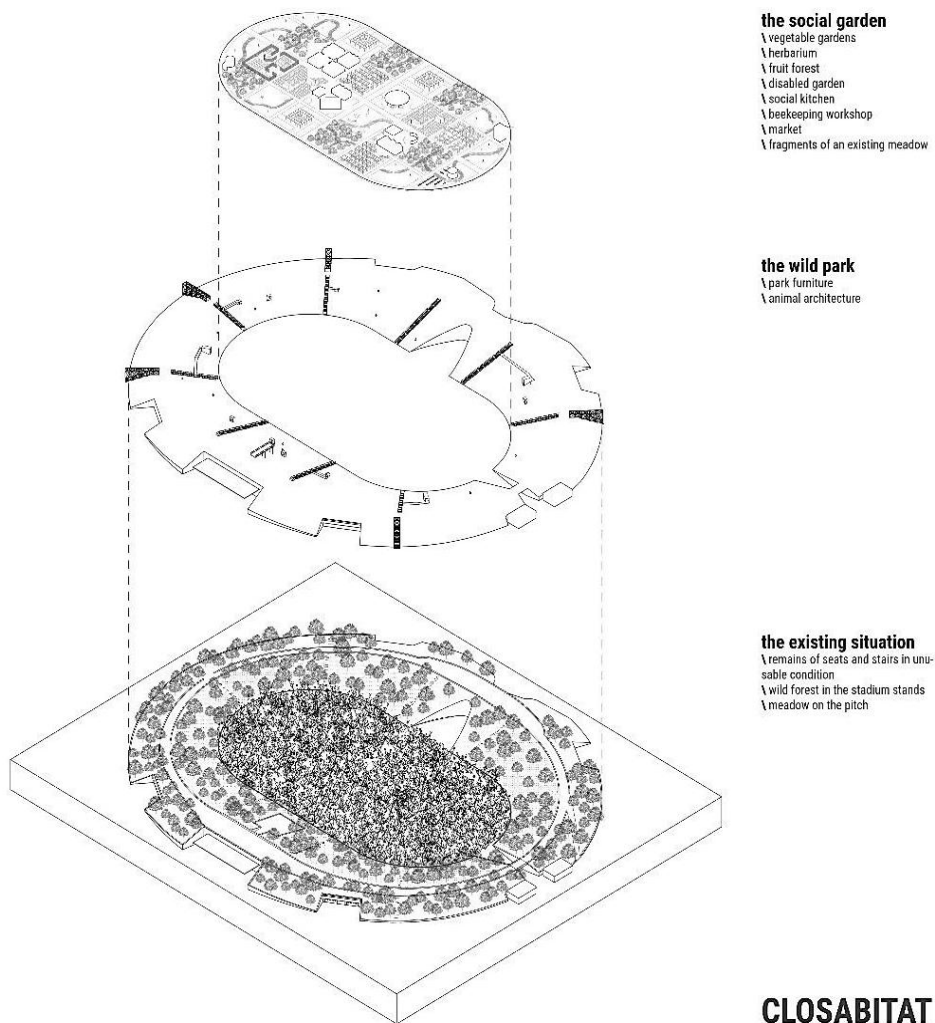 the social garden
\ vegetable gardens
\ herbarium
\ fruit forest
\ disabled garden
\ social kitchen
\ beekeeping workshop
\ market
\ fragments of an existing meadow
the wild park
\ park furniture
\ animal architecture
the existing situation
\ remains of seats and stairs in unu-
sable condition
\ wild forest in the stadium stands
\ meadow on the pitch
CLOSABITAT